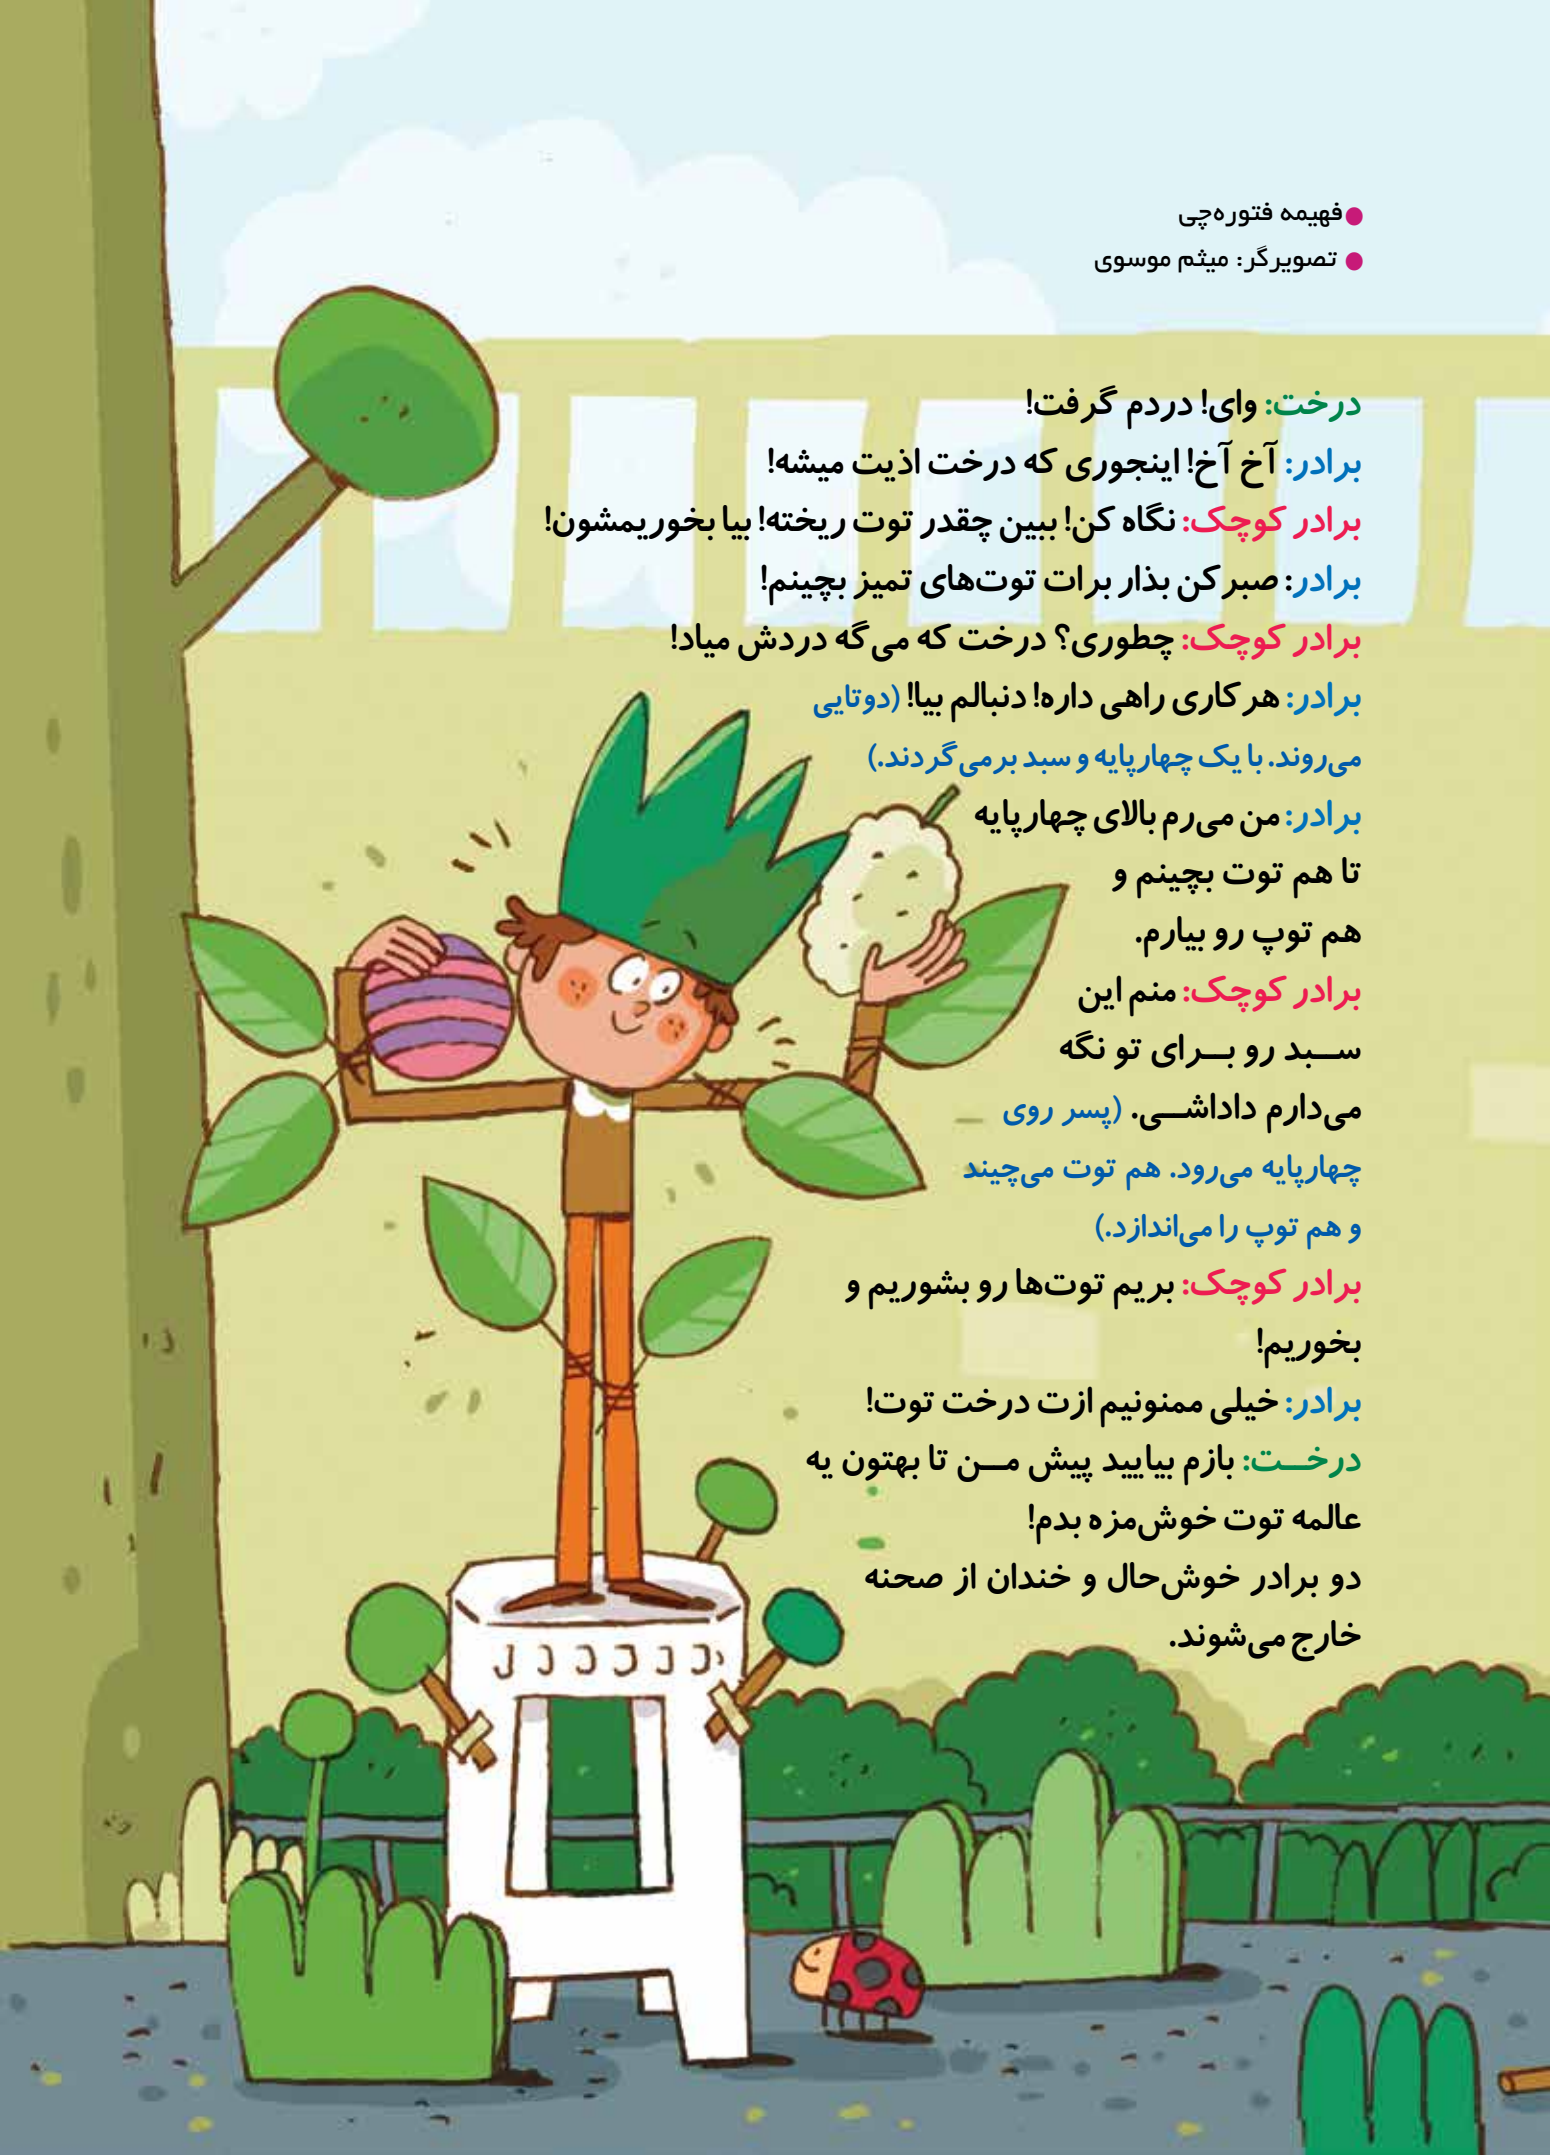 ● فهیمه فتوره‌چی
● تصویرگر: میثم موسوی
درخت: وای! دردم گرفت!
برادر: آخ آخ! اینجوری که درخت اذیت میشه!
برادر کوچک: نگاه کن! ببین چقدر توت ریخته! بیا بخوریمشون!
برادر: صبر کن بذار برات توت‌های تمیز بچینم!
برادر کوچک: چطوری؟ درخت که می‌گه دردش میاد!
برادر: هر کاری راهی داره! دنبالم بیا! (دوتایی
می‌روند. با یک چهارپایه و سبد برمی‌گردند.)
برادر: من می‌رم بالای چهارپایه
تا هم توت بچینم و
هم توپ رو بیارم.
برادر کوچک: منم این
ســبد رو بــرای تو نگه
می‌دارم داداشــی. (پسر روی
چهارپایه می‌رود. هم توت می‌چیند
و هم توپ را می‌اندازد.)
برادر کوچک: بریم توت‌ها رو بشوریم و
بخوریم!
برادر: خیلی ممنونیم ازت درخت توت!
درخــت: بازم بیایید پیش مــن تا بهتون یه
عالمه توت خوش‌مزه بدم!
دو برادر خوش‌حال و خندان از صحنه
خارج می‌شوند.